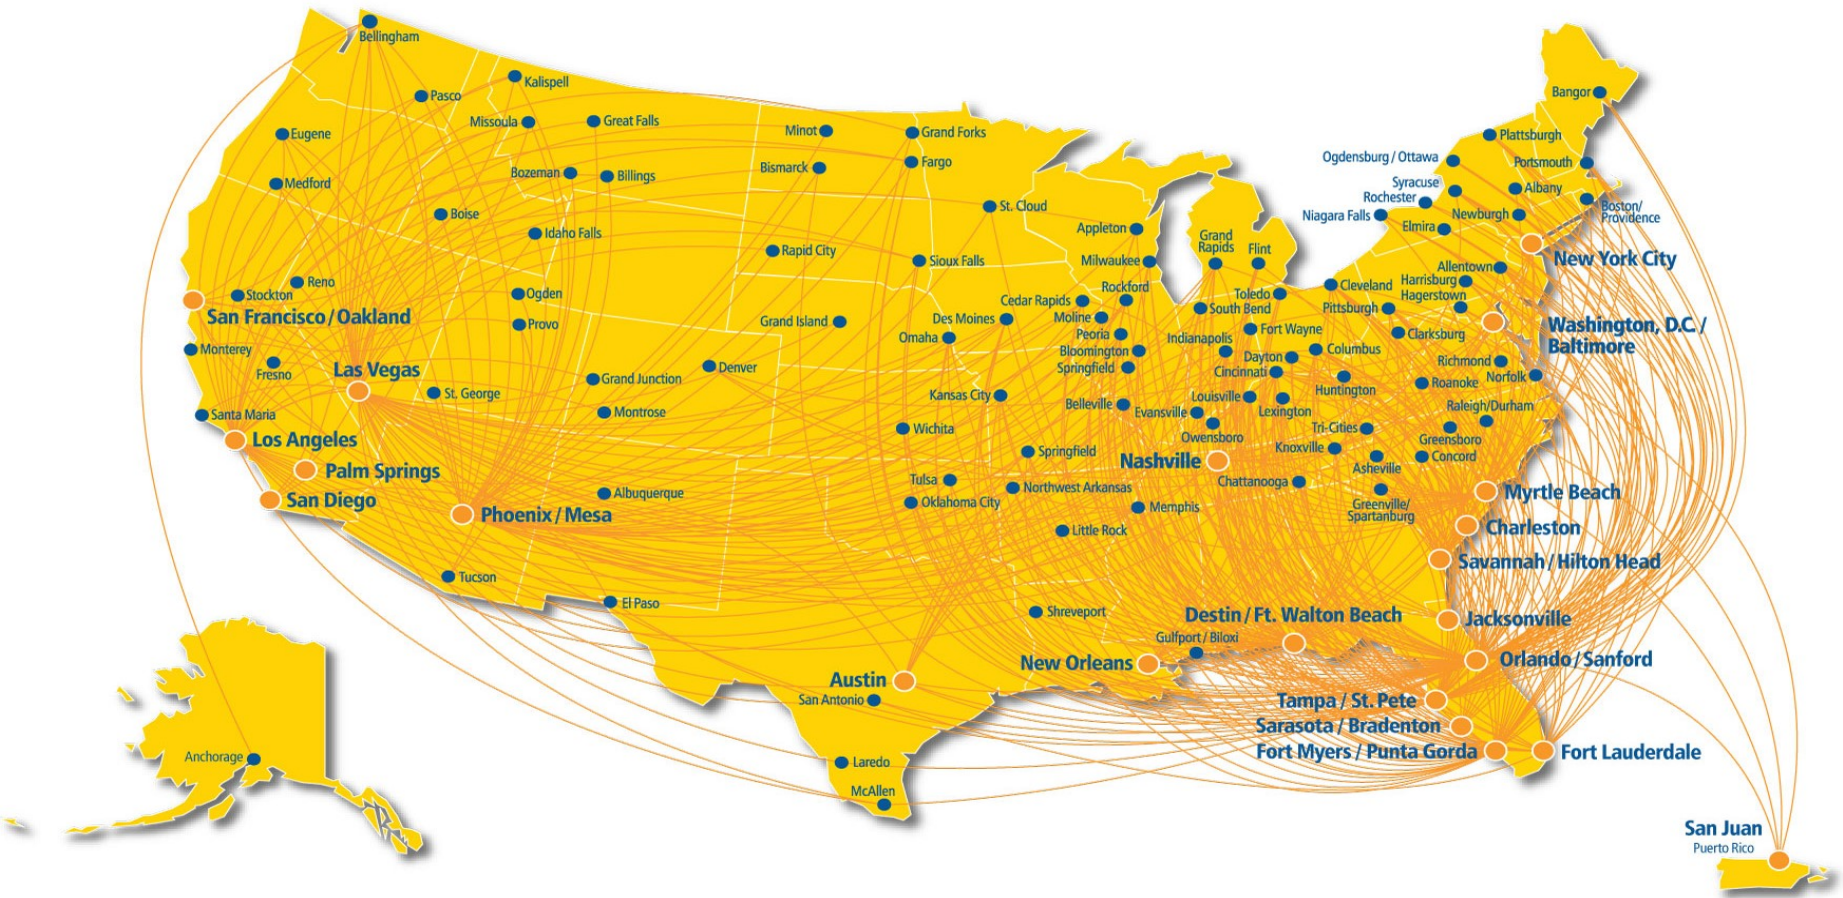 Bellingham
Kalispell
Pasco
Missoula
Great Falls
Eugene
Minot
Grand Forks
Bismarck
Fargo
Bozeman
Billings
Medford
Boise
St. Cloud
Idaho Falls
Rapid City
Sioux Falls
Reno
Stockton
Ogden
San Francisco / Oakland
Provo
Grand Island
Monterey
Fresno
Las Vegas
Denver
Grand Junction
St. George
Montrose
Santa Maria
Los Angeles
Palm Springs
San Diego
Phoenix / Mesa
Albuquerque
Tucson
El Paso
Omaha
Des Moines
Cedar Rapids
Moline
Rockford
Peoria
Bloomington
Springfield
Kansas City
Belleville
Wichita
Springfield
Tulsa
Northwest Arkansas
Oklahoma City
Memphis
Little Rock
Shreveport
Appleton
Milwaukee
Grand
Rapids
Flint
Toledo
South Bend
Fort Wayne
Indianapolis
Dayton
Columbus
Cincinnati
Louisville
Lexington
Evansville
Owensboro
Huntington
Nashville
Tri-Cities
Knoxville
Chattanooga
Asheville
Greenville/
Spartanburg
Bangor
Plattsburgh
Ogdensburg / Ottawa
Portsmouth
Syracuse
Albany
Rochester
Boston/
Providence
Niagara Falls
Newburgh
Elmira
New York City
Allentown
Cleveland
Harrisburg
Hagerstown
Pittsburgh
Clarksburg
Washington, D.C. /
Baltimore
Richmond
Norfolk
Roanoke
Raleigh/Durham
Greensboro
Concord
Myrtle Beach
Charleston
Savannah / Hilton Head
Destin / Ft. Walton Beach
Jacksonville
Gulfport / Biloxi
New Orleans
Orlando / Sanford
Austin
San Antonio
Tampa / St. Pete
Sarasota / Bradenton
Fort Myers / Punta Gorda
Fort Lauderdale
Laredo
McAllen
Anchorage
San Juan
Puerto Rico